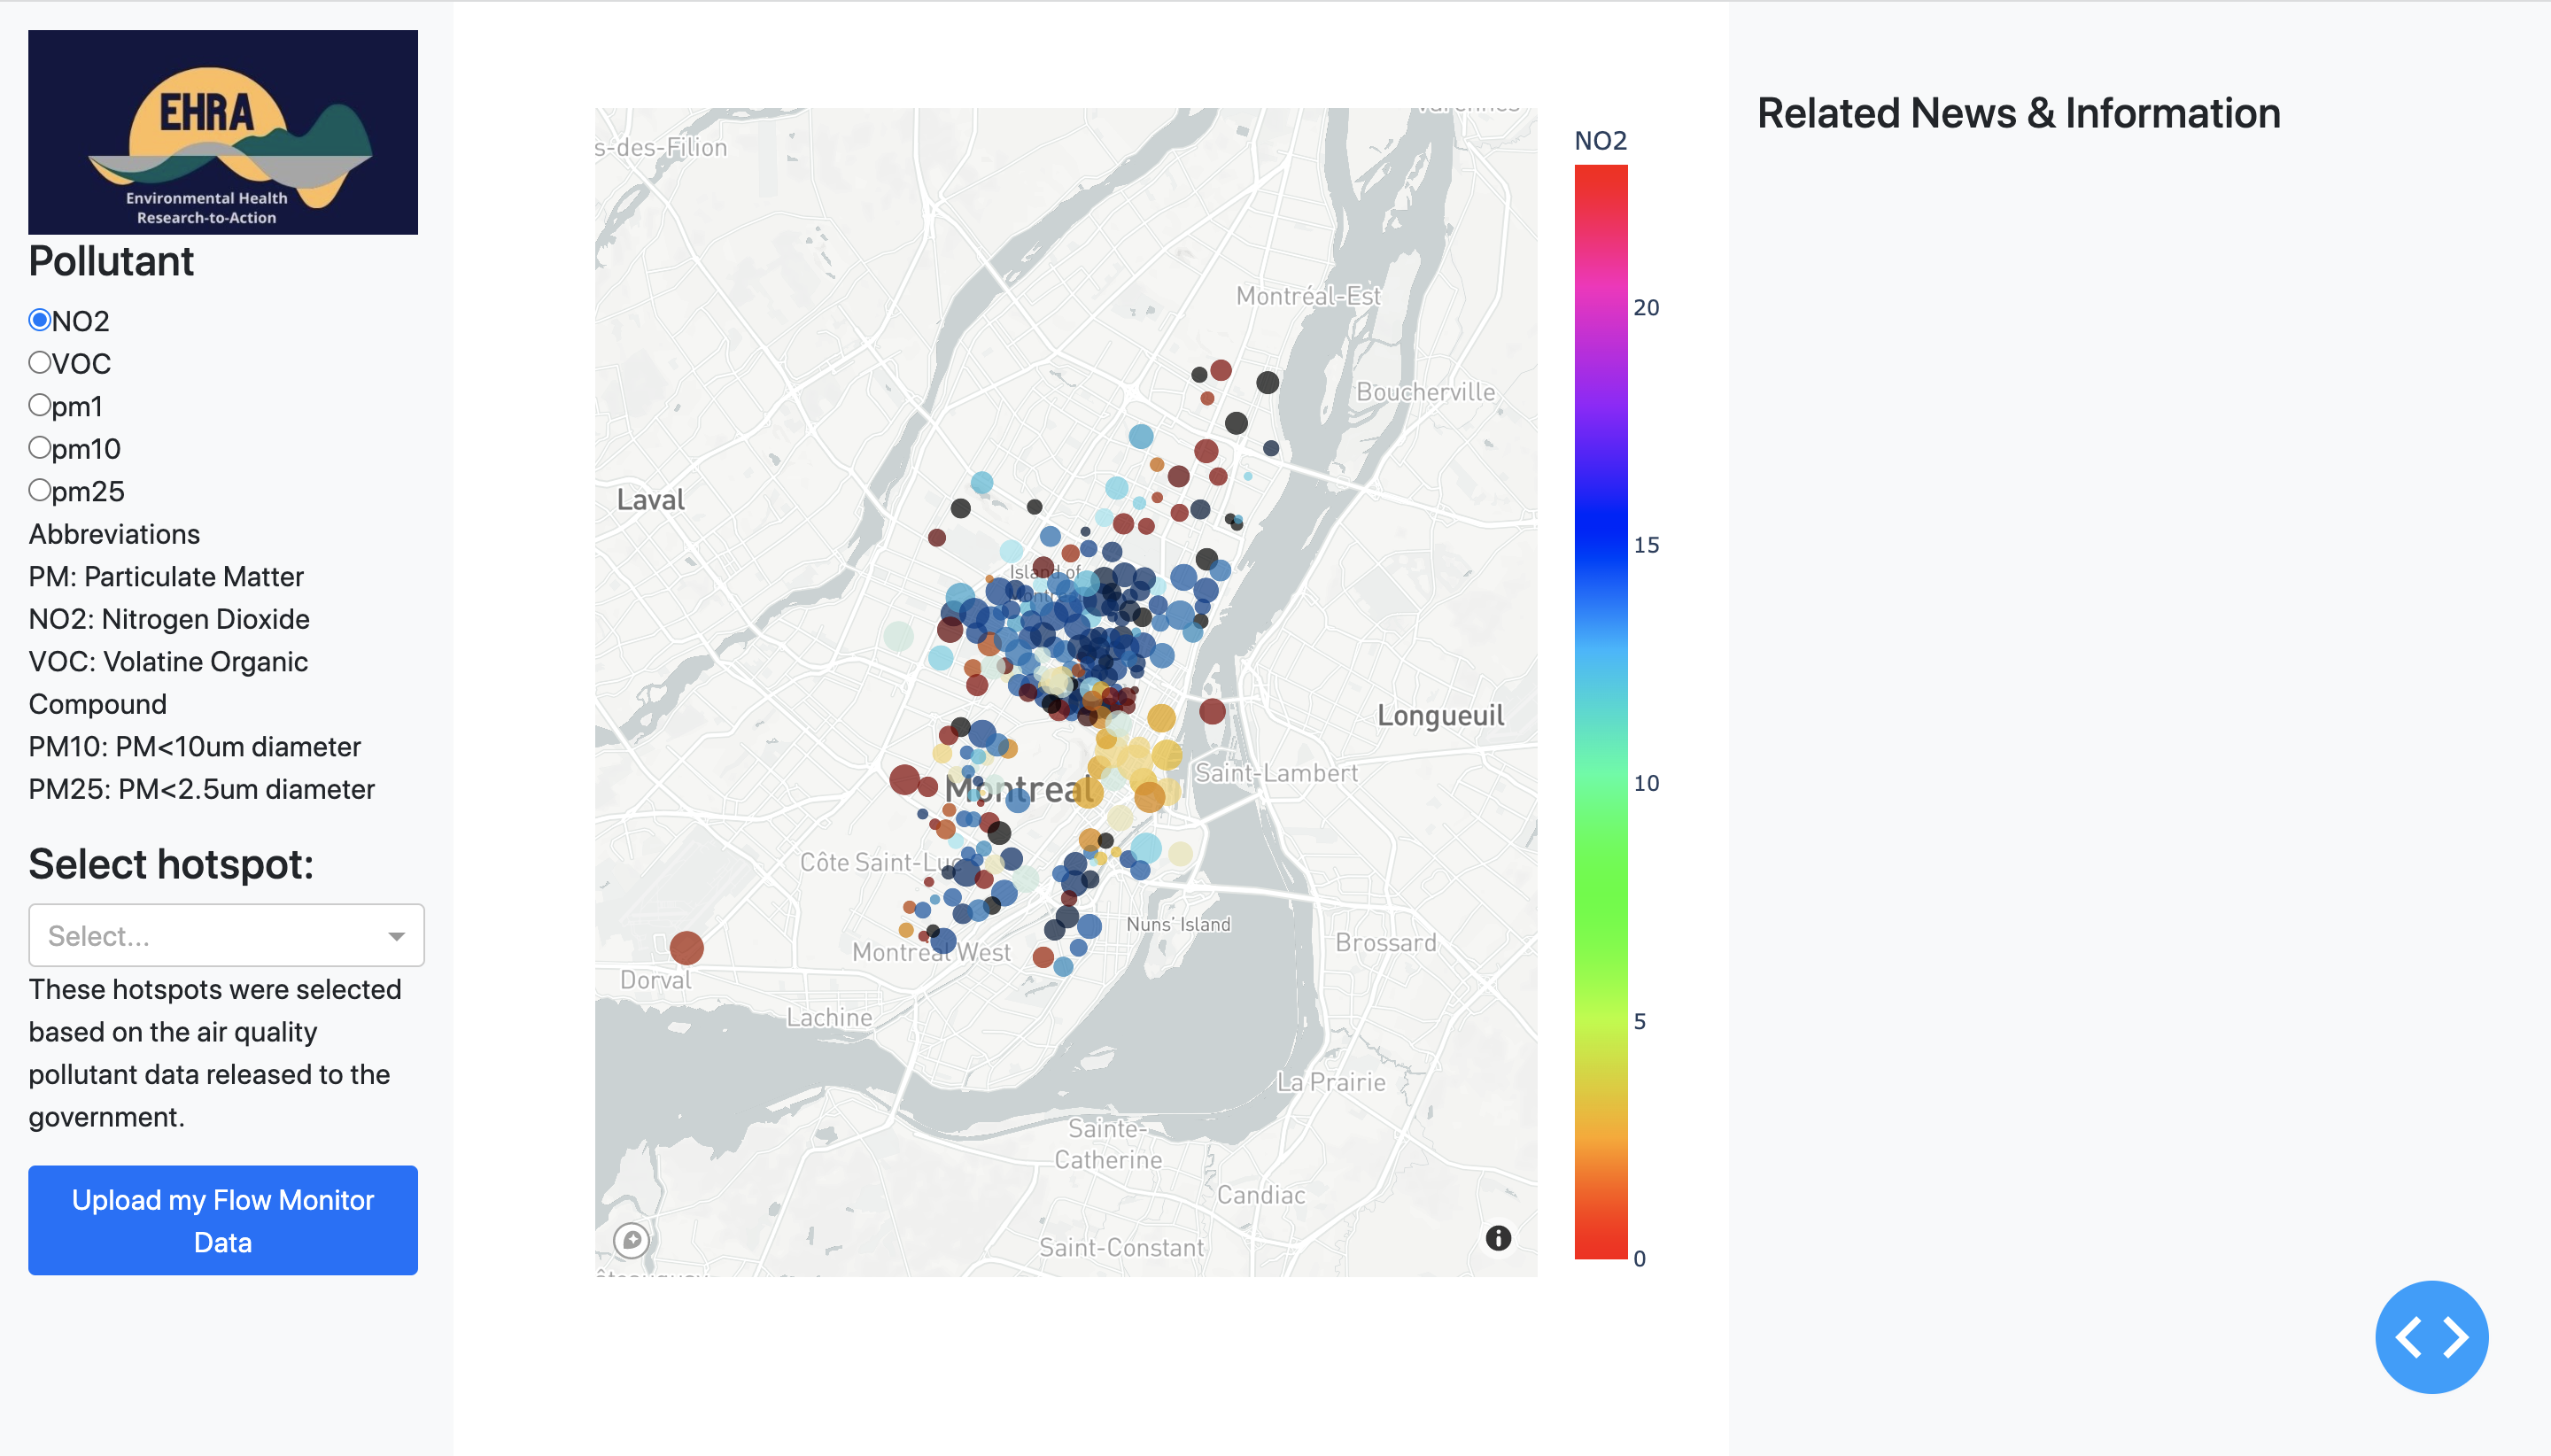 EHRA
Environmental Health
Research-to-Action
Pollutant
NO2
VOC
pm1
pm10
pm25
Abbreviations
PM: Particulate Matter
NO2: Nitrogen Dioxide
VOC: Volatine Organic
Compound
PM10: PM<10um diameter
PM25: PM<2.5um diameter
Select hotspot:
Select...
These hotspots were selected
based on the air quality
pollutant data released to the
government.
Upload my Flow Monitor
Data
s-des-Filion
Montréal-Est
Boucherville
Laval
Island of
Longueuil
Saint-Lambert
Montreal
Côte Saint-Luc
Nuns' Island
Montreal West
Brossard
Dorval
Lachine
La Prairie
Sainte-
Catherine
Candiac
Saint-Constant
NO2
20
15
10
5
0
Related News & Information